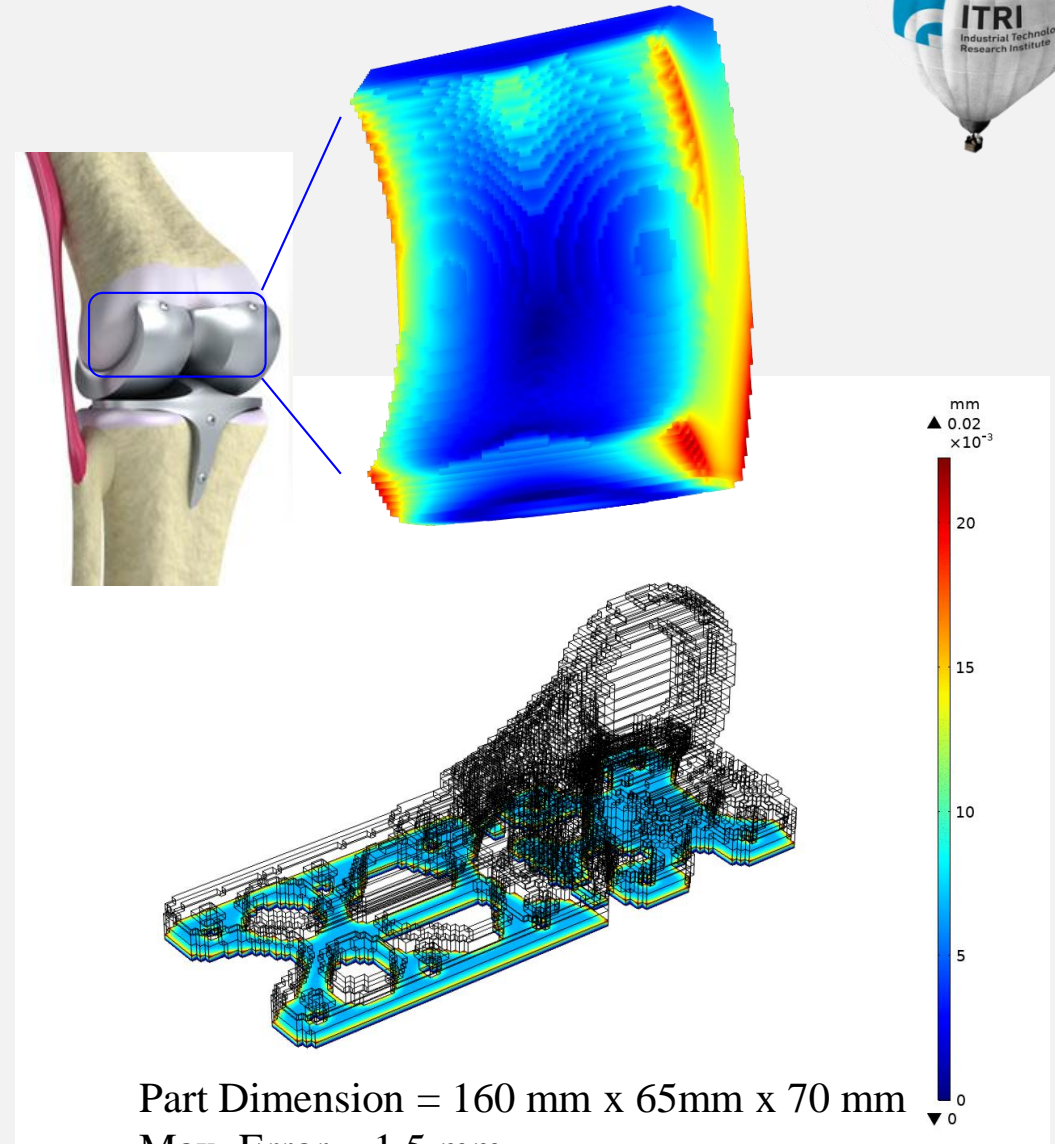 ITRI
Industrial Technolo
Research Institute
mm
▲ 0.02
×10⁻³
20
15
10
5
0
▼ 0
Part Dimension = 160 mm x 65mm x 70 mm